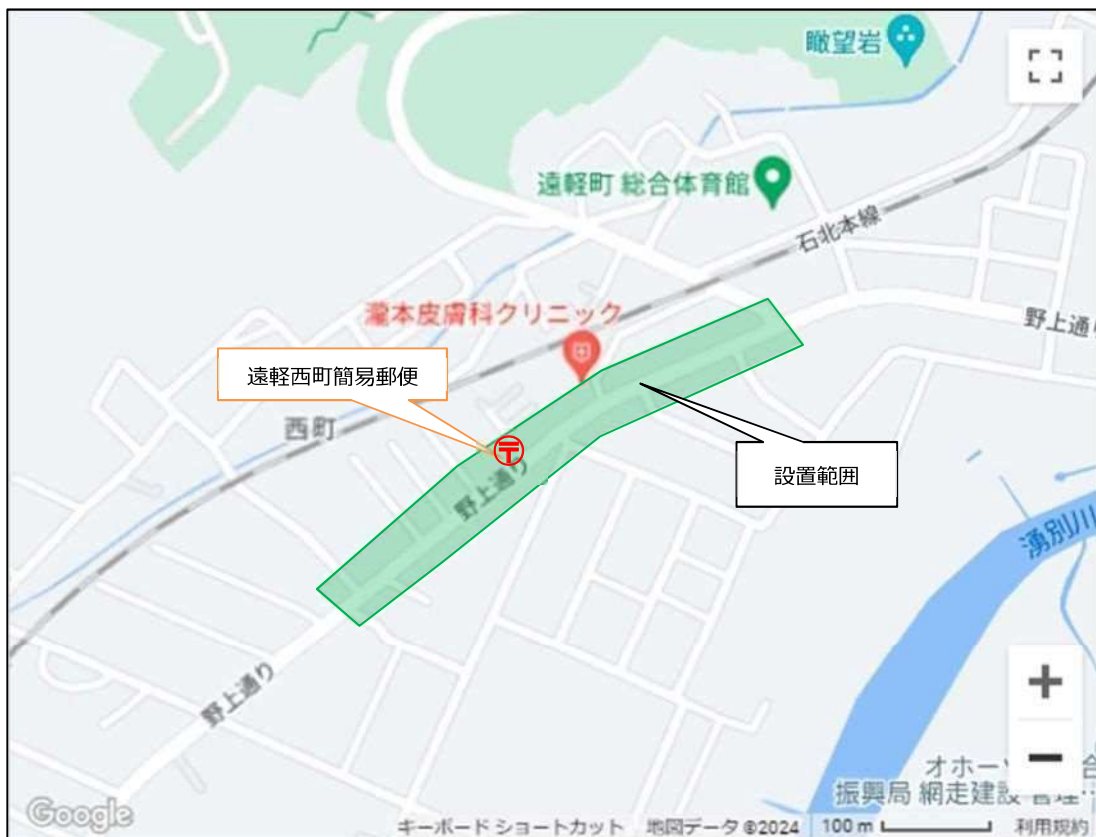 瞰望岩
遠軽町 総合体育館
石北本線
瀧本皮膚科クリニック
野上通り
遠軽西町簡易郵便
西町
設置範囲
野上通り
湧別川
野上通り
オホー
合
振興局 網走建設 管理…
Google
キーボード ショートカット
地図データ ©2024
100 m
利用規約